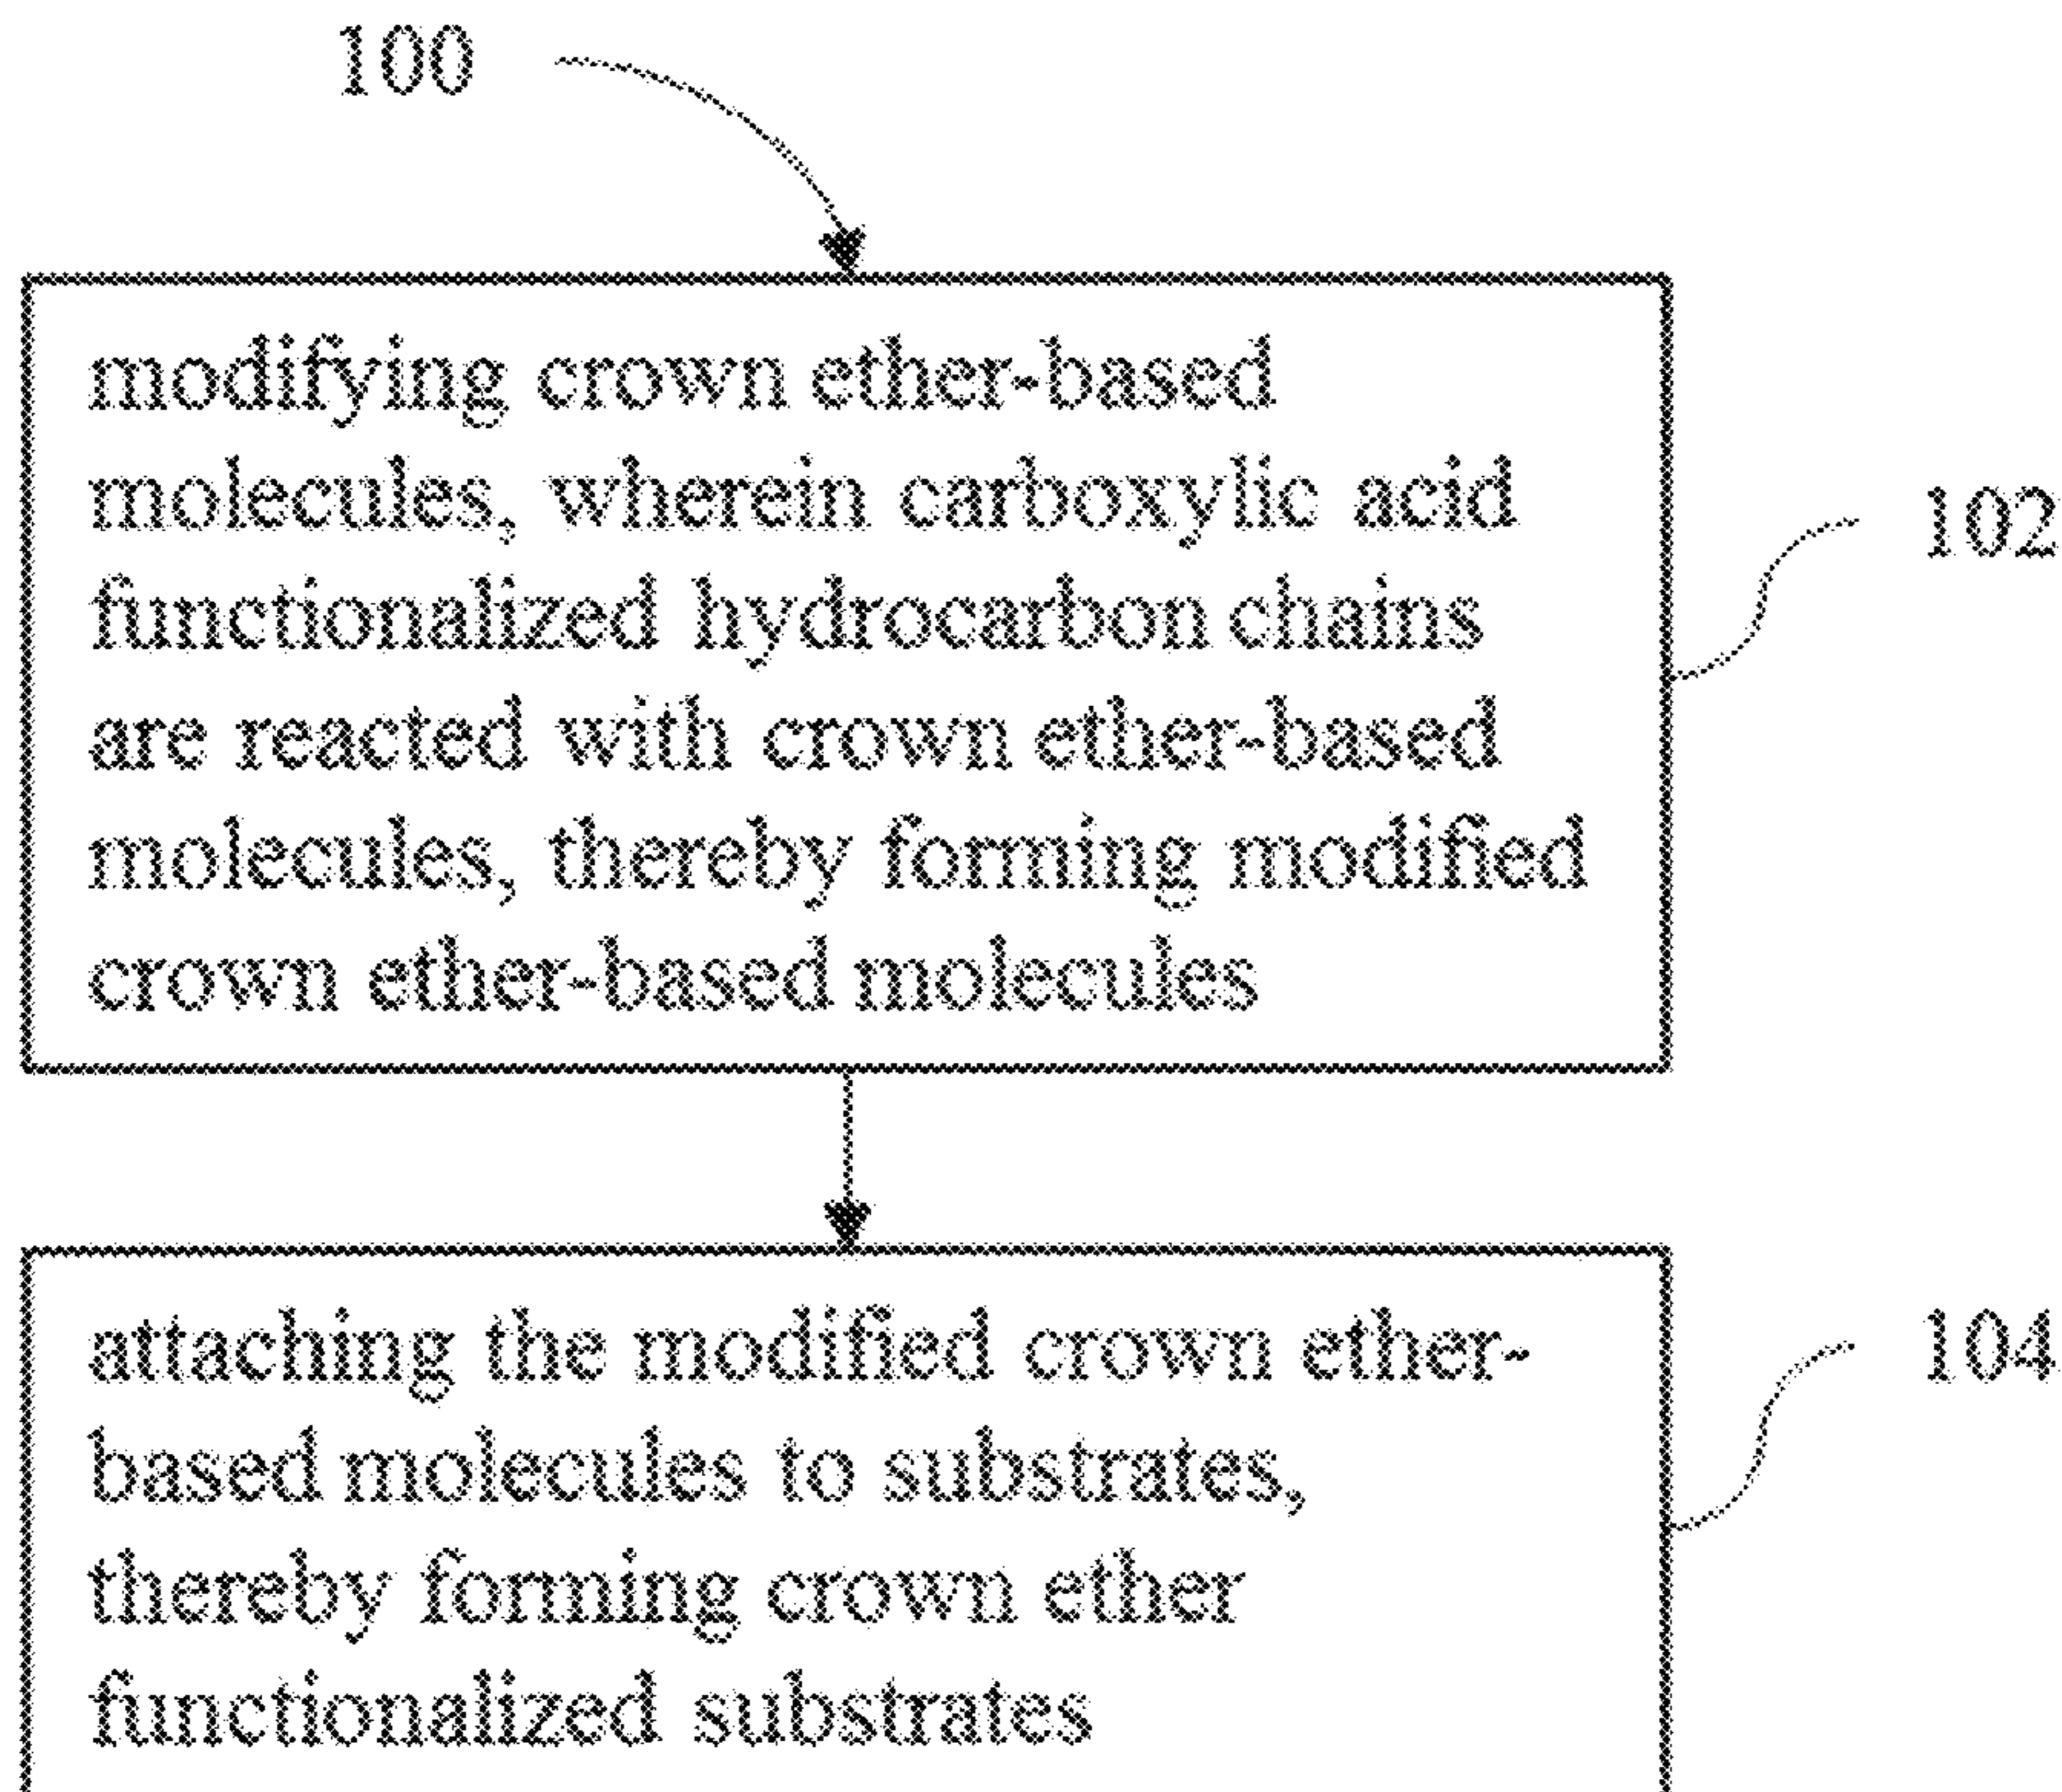 100
modifying crown ether-based
molecules, wherein carboxylic acid
functionalized hydrocarbon chains
are reacted with crown ether-based
molecules, thereby forming modified
crown ether-based molecules
102
attaching the modified crown ether-
based molecules to substrates,
thereby forming crown ether
functionalized substrates
104